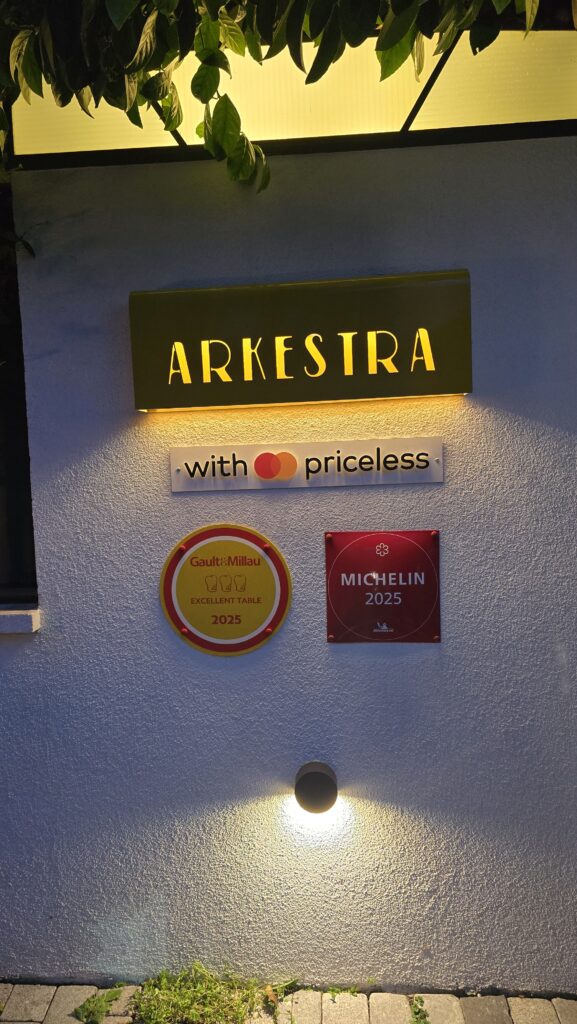 ARKESTRA
with priceless
Gault&Millau
EXCELLENT TABLE
2025
MICHELIN
2025